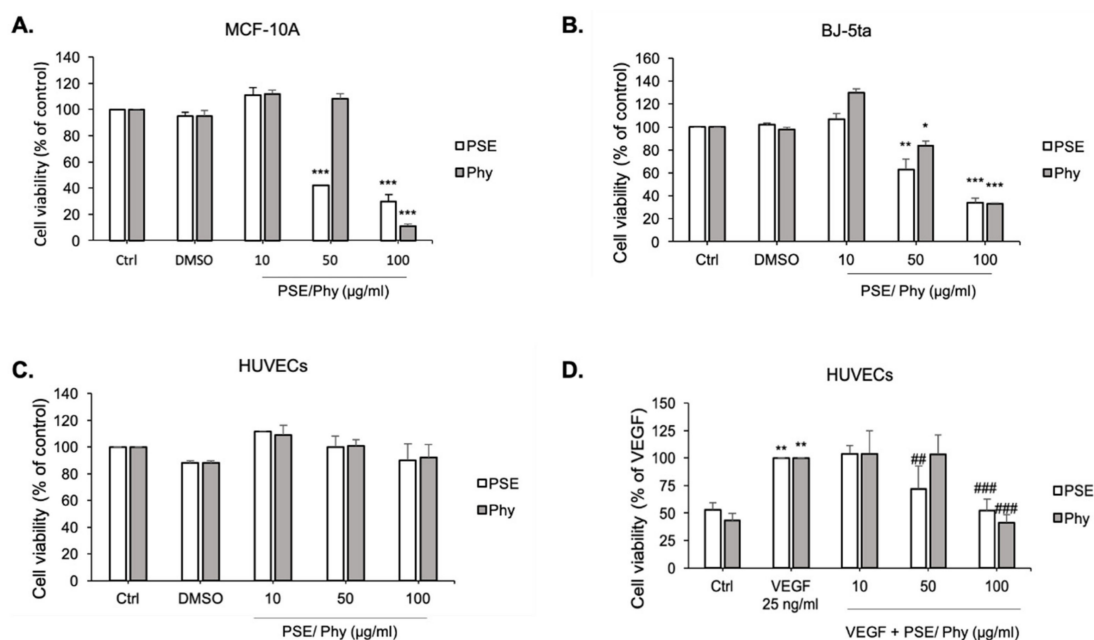 A.
MCF-10A
Cell viability (% of control)
140
120
100
80
60
40
20
0
***
***
***
Ctrl
DMSO
10
50
100
PSE/Phy (µg/ml)
PSE
Phy
B.
BJ-5ta
Cell viability (% of control)
160
140
120
100
80
60
40
20
0
**
*
***
***
Ctrl
DMSO
10
50
100
PSE/ Phy (µg/ml)
PSE
Phy
C.
HUVECs
Cell viability (% of control)
140
120
100
80
60
40
20
0
Ctrl
DMSO
10
50
100
PSE/ Phy (µg/ml)
PSE
Phy
D.
HUVECs
Cell viability (% of VEGF)
150
125
100
75
50
25
0
**
**
##
###
###
Ctrl
VEGF
25 ng/ml
10
50
100
VEGF + PSE/ Phy (µg/ml)
PSE
Phy